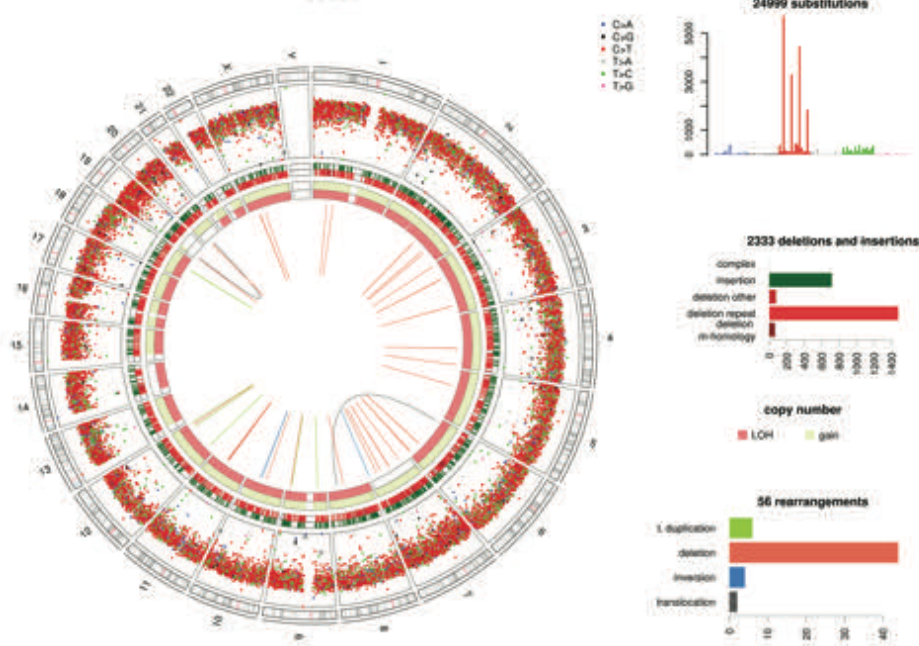 24999 substitutions
C>A
C>G
C>T
T>A
T>C
T>G
5000
3000
1000
0
Y
1
2
3
4
5
6
7
8
9
10
11
12
13
14
15
16
17
18
19
20
21
22
X
2333 deletions and insertions
complex
insertion
deletion other
deletion repeat
deletion
m-homology
0
200
400
600
800
1000
1200
1400
copy number
LOH
gain
56 rearrangements
t. duplication
deletion
inversion
translocation
0
10
20
30
40